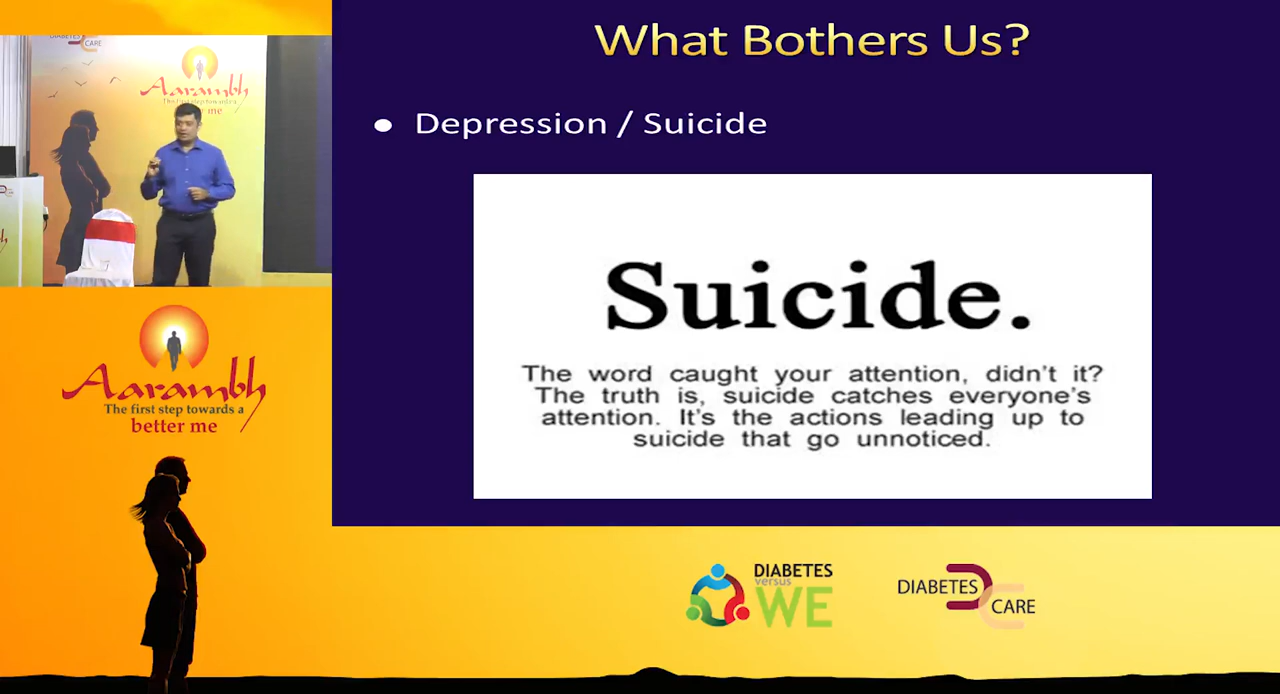 What Bothers Us?
DIABETES
CARE
Aarambh
The first step towards a
better me
• Depression / Suicide
Suicide.
The word caught your attention, didn't it?
The truth is, suicide catches everyone's
attention. It's the actions leading up to
suicide that go unnoticed.
Aarambh
The first step towards a
better me
DIABETES
versus
WE
DIABETES
CARE